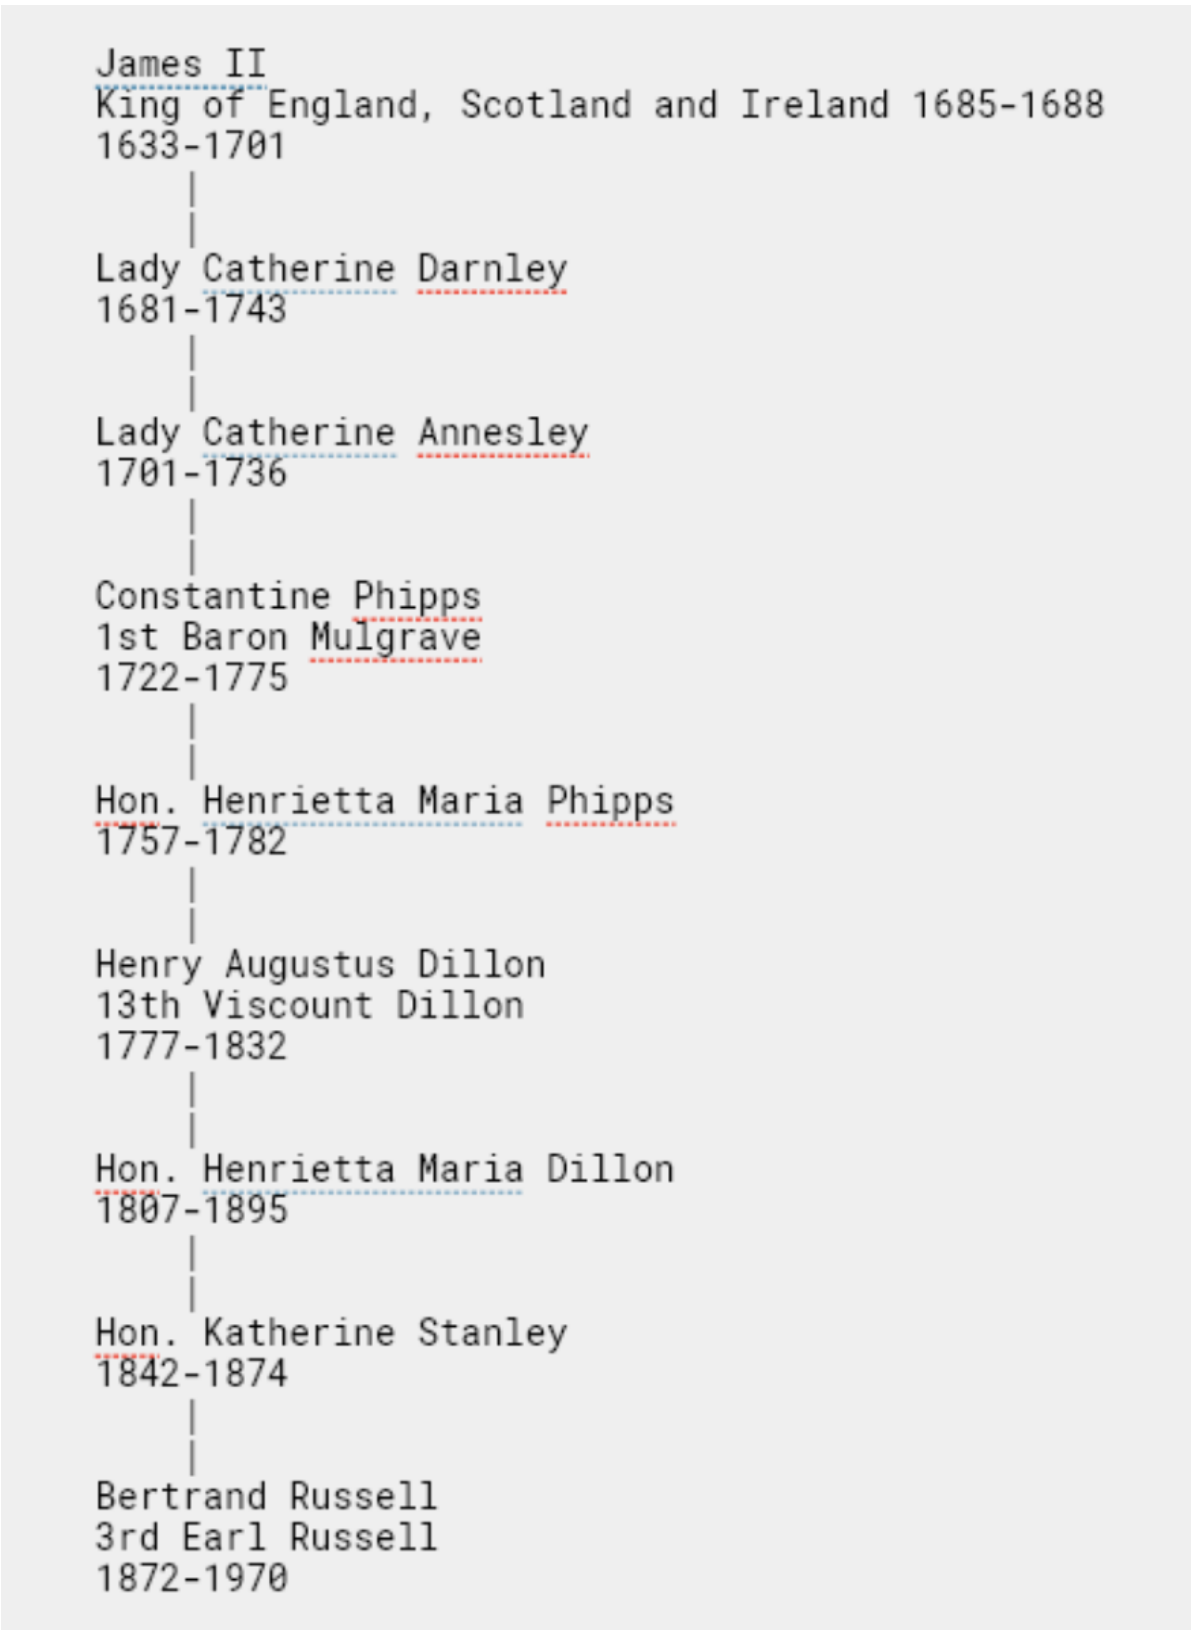 James II
King of England, Scotland and Ireland 1685-1688
1633-1701
|
|
Lady Catherine Darnley
1681-1743
|
|
Lady Catherine Annesley
1701-1736
|
|
Constantine Phipps
1st Baron Mulgrave
1722-1775
|
|
Hon. Henrietta Maria Phipps
1757-1782
|
|
Henry Augustus Dillon
13th Viscount Dillon
1777-1832
|
|
Hon. Henrietta Maria Dillon
1807-1895
|
|
Hon. Katherine Stanley
1842-1874
|
|
Bertrand Russell
3rd Earl Russell
1872-1970